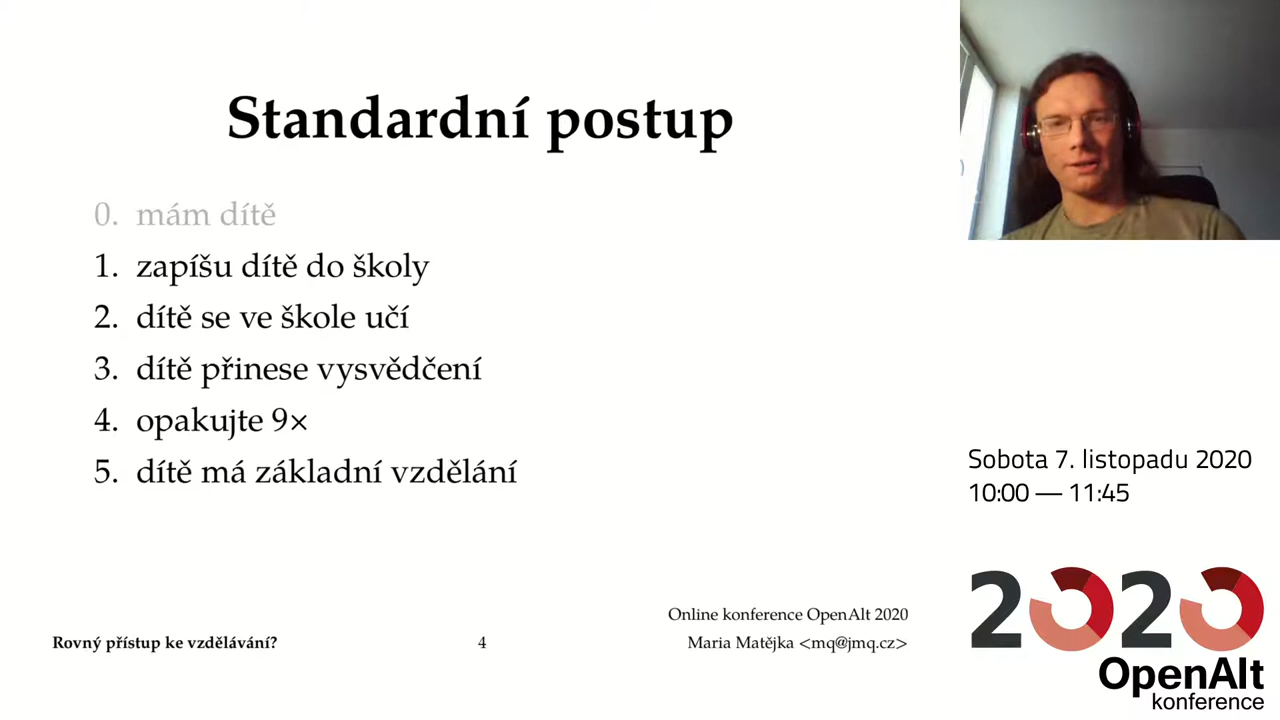 Standardní postup
0. mám dítě
1. zapíšu dítě do školy
2. dítě se ve škole učí
3. dítě přinese vysvědčení
4. opakujte 9×
5. dítě má základní vzdělání
Sobota 7. listopadu 2020
10:00 — 11:45
Online konference OpenAlt 2020
Rovný přístup ke vzdělávání?
4
Maria Matějka <mq@jmq.cz>
2020
OpenAlt
konference